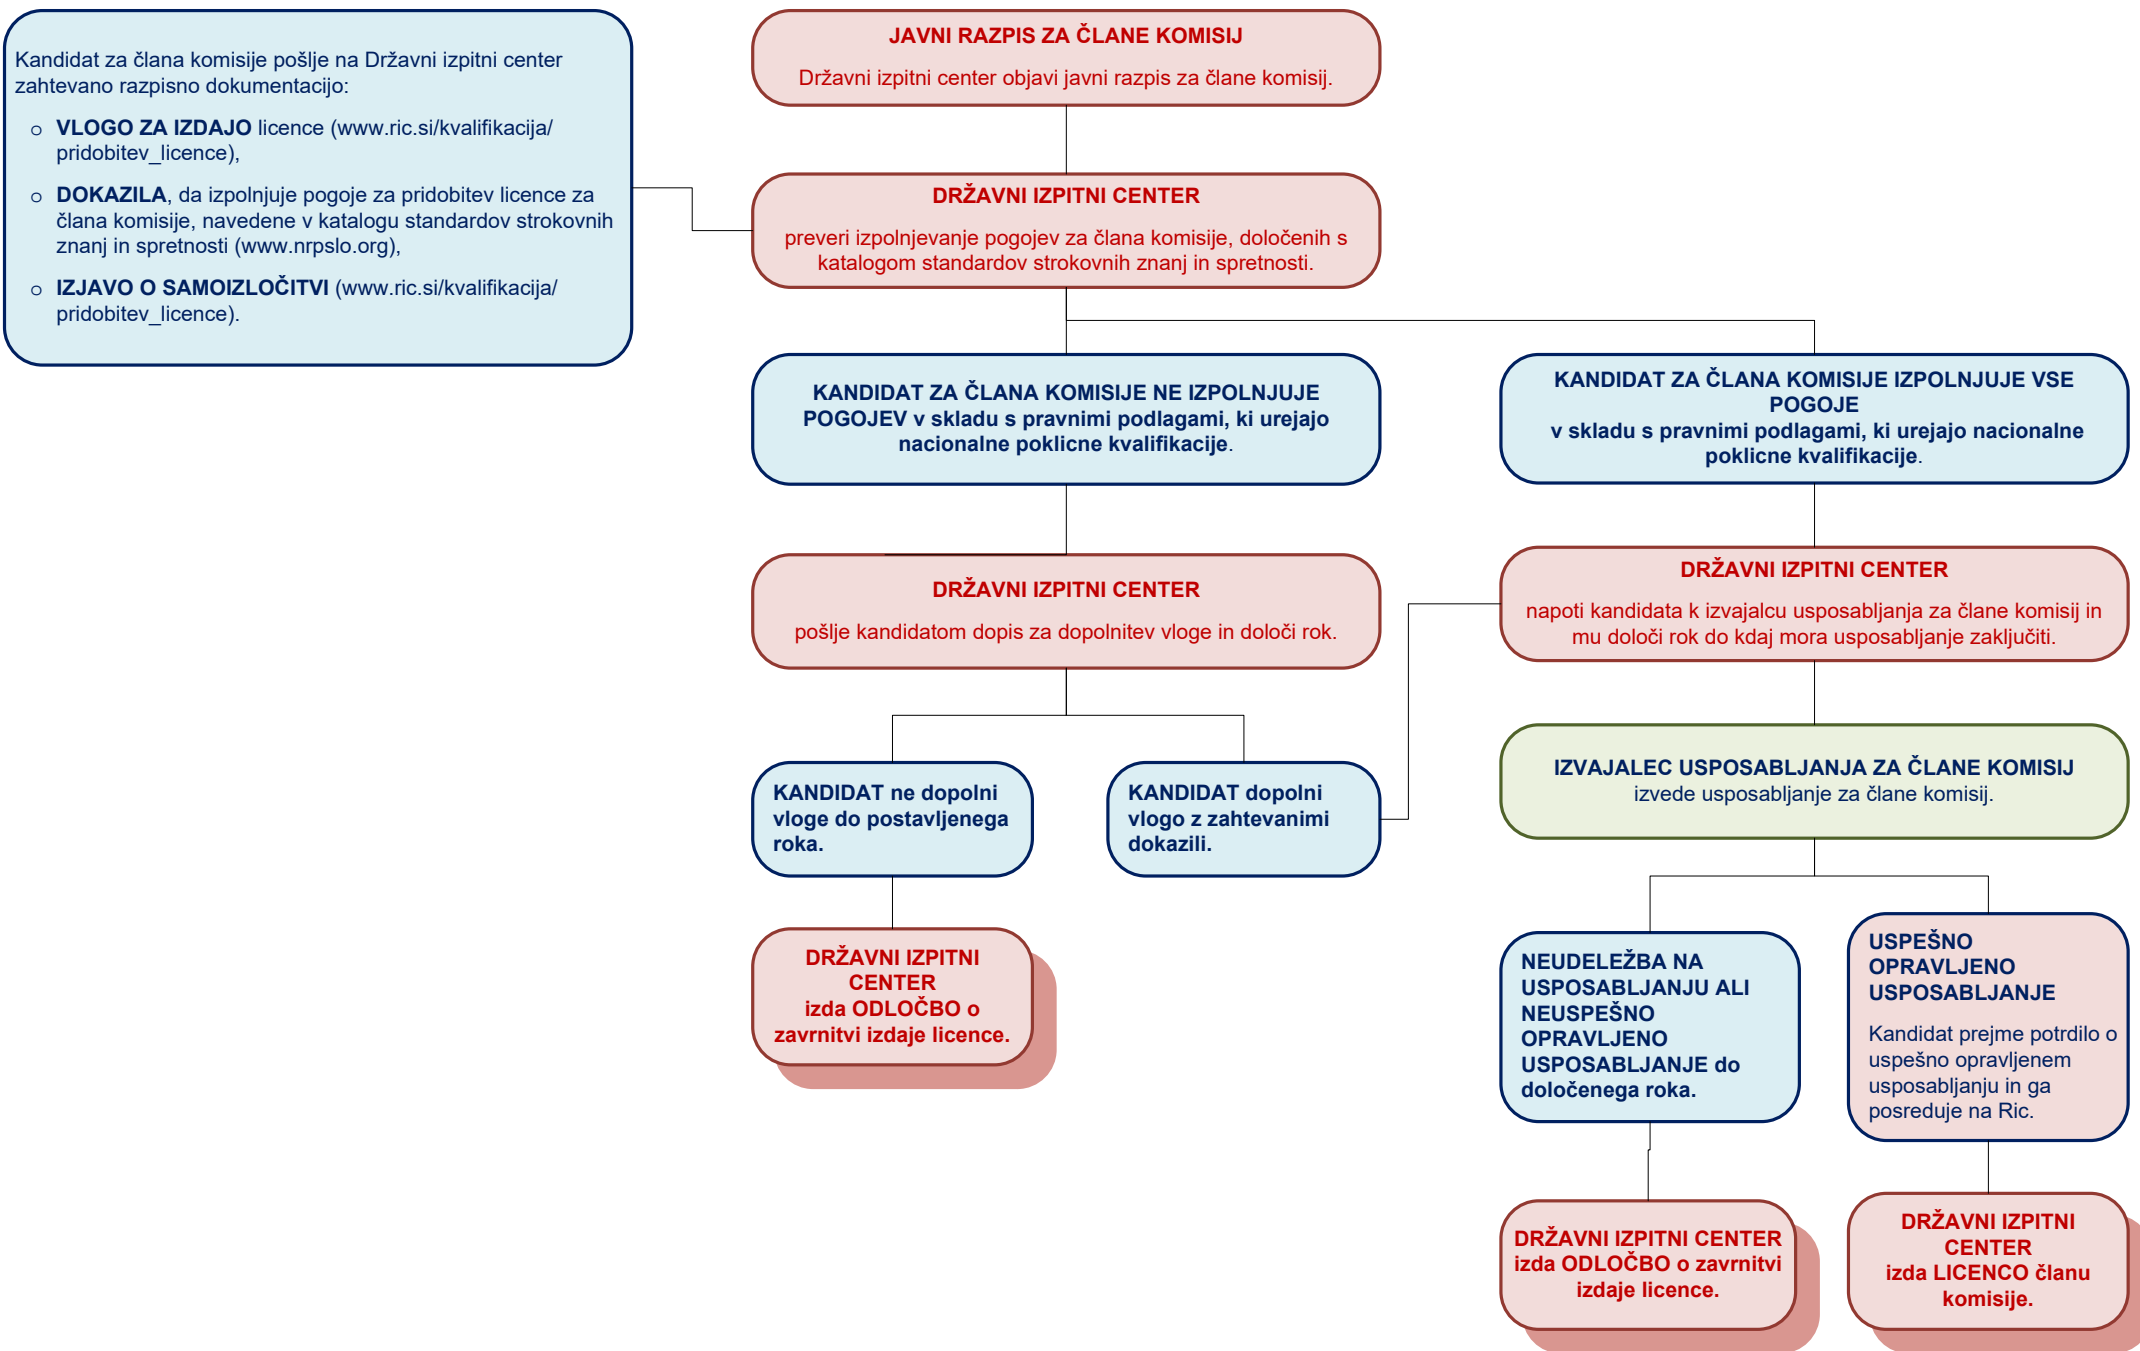 Kandidat za člana komisije pošlje na Državni izpitni center
zahtevano razpisno dokumentacijo:
o VLOGO ZA IZDAJO licence (www.ric.si/kvalifikacija/
pridobitev_licence),
o DOKAZILA, da izpolnjuje pogoje za pridobitev licence za
člana komisije, navedene v katalogu standardov strokovnih
znanj in spretnosti (www.nrpslo.org),
o IZJAVO O SAMOIZLOČITVI (www.ric.si/kvalifikacija/
pridobitev_licence).
JAVNI RAZPIS ZA ČLANE KOMISIJ
Državni izpitni center objavi javni razpis za člane komisij.
DRŽAVNI IZPITNI CENTER
preveri izpolnjevanje pogojev za člana komisije, določenih s
katalogom standardov strokovnih znanj in spretnosti.
KANDIDAT ZA ČLANA KOMISIJE NE IZPOLNJUJE
POGOJEV v skladu s pravnimi podlagami, ki urejajo
nacionalne poklicne kvalifikacije.
KANDIDAT ZA ČLANA KOMISIJE IZPOLNJUJE VSE
POGOJE
v skladu s pravnimi podlagami, ki urejajo nacionalne
poklicne kvalifikacije.
DRŽAVNI IZPITNI CENTER
pošlje kandidatom dopis za dopolnitev vloge in določi rok.
DRŽAVNI IZPITNI CENTER
napoti kandidata k izvajalcu usposabljanja za člane komisij in
mu določi rok do kdaj mora usposabljanje zaključiti.
KANDIDAT ne dopolni
vloge do postavljenega
roka.
KANDIDAT dopolni
vlogo z zahtevanimi
dokazili.
IZVAJALEC USPOSABLJANJA ZA ČLANE KOMISIJ
izvede usposabljanje za člane komisij.
DRŽAVNI IZPITNI
CENTER
izda ODLOČBO o
zavrnitvi izdaje licence.
NEUDELEŽBA NA
USPOSABLJANJU ALI
NEUSPEŠNO
OPRAVLJENO
USPOSABLJANJE do
določenega roka.
USPEŠNO
OPRAVLJENO
USPOSABLJANJE
Kandidat prejme potrdilo o
uspešno opravljenem
usposabljanju in ga
posreduje na Ric.
DRŽAVNI IZPITNI CENTER
izda ODLOČBO o zavrnitvi
izdaje licence.
DRŽAVNI IZPITNI
CENTER
izda LICENCO članu
komisije.